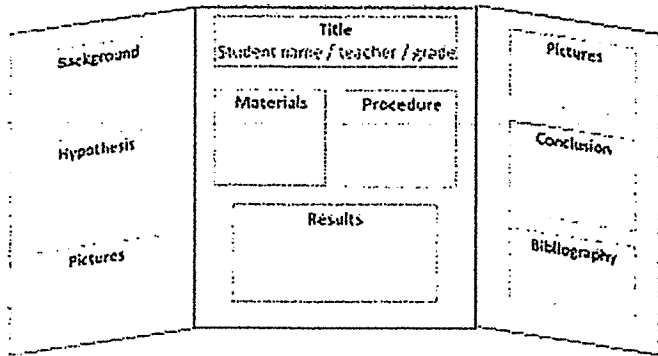 Background
Hypothesis
Pictures
Title
Student name / teacher / grade
Materials
Procedure
Results
Pictures
Conclusion
Bibliography